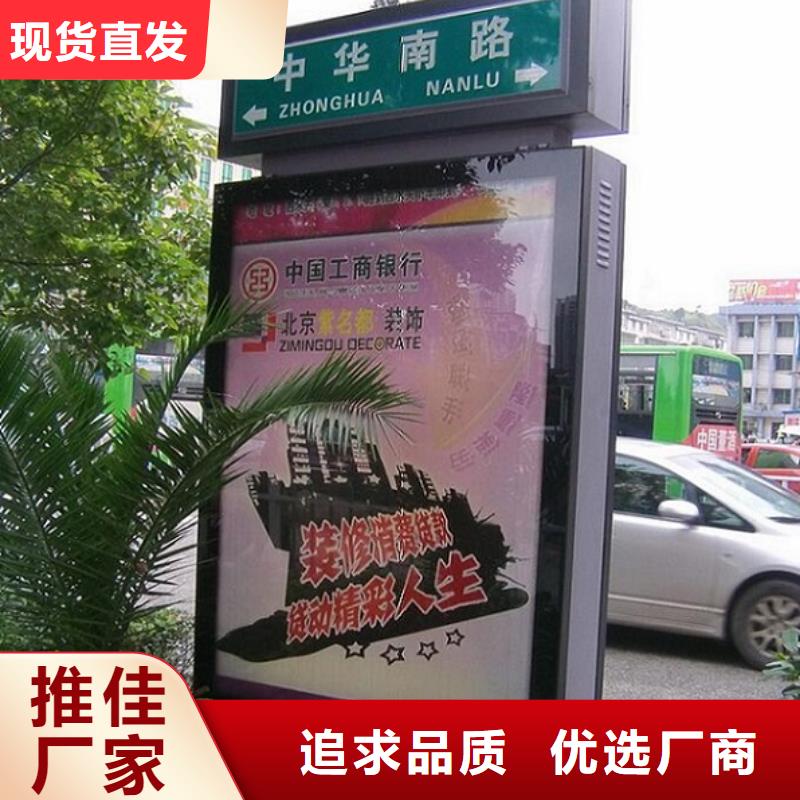 现货直发
中华南路
ZHONGHUA NANLU
中国工商银行
北京紫名都 装饰
ZIMINGDU DECORATE
装修消费贷款
贷动精彩人生
中国董酒
推佳
厂家
追求品质 优选厂商